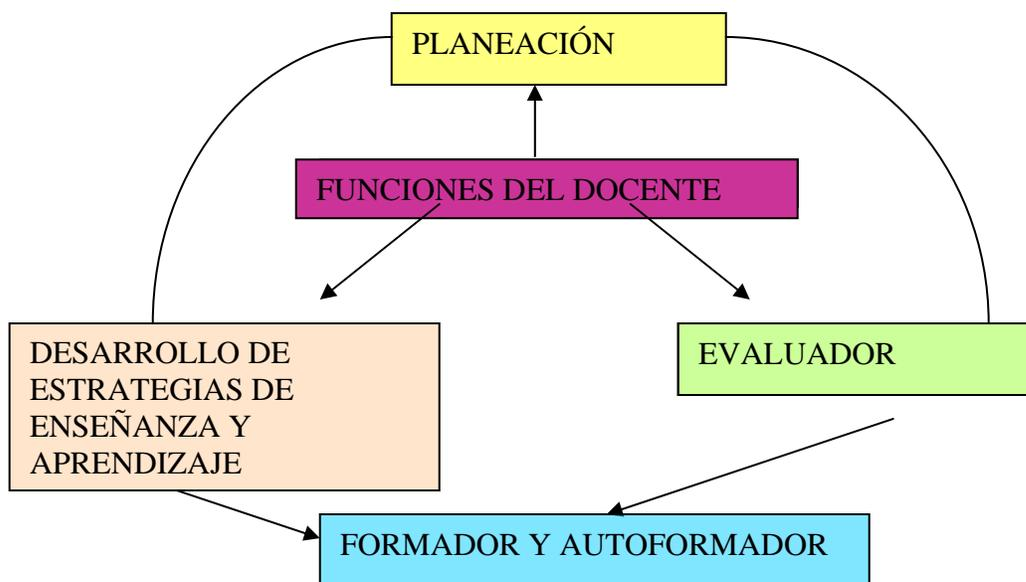 PLANEACIÓN
FUNCIONES DEL DOCENTE
DESARROLLO DE
ESTRATEGIAS DE
ENSEÑANZA Y
APRENDIZAJE
EVALUADOR
FORMADOR Y AUTOFORMADOR